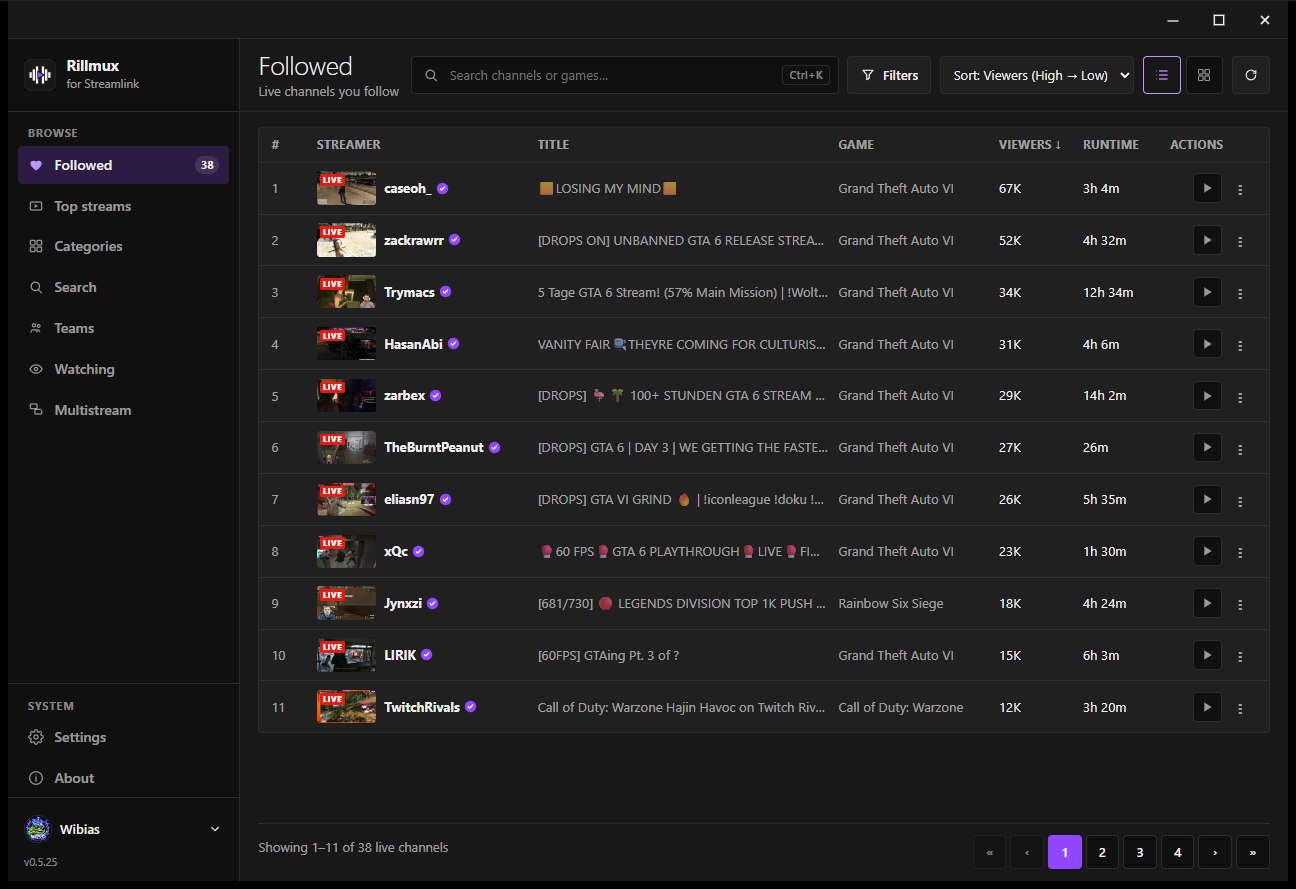 Rillmux
for Streamlink
BROWSE
Followed 38
Top streams
Categories
Search
Teams
Watching
Multistream
SYSTEM
Settings
About
Wibias
v0.5.25
Followed
Live channels you follow
Search channels or games...
Ctrl+K
Filters
Sort: Viewers (High → Low)
# STREAMER TITLE GAME VIEWERS ↓ RUNTIME ACTIONS
1 LIVE caseoh_ 🟧LOSING MY MIND🟧 Grand Theft Auto VI 67K 3h 4m
2 LIVE zackrawrr [DROPS ON] UNBANNED GTA 6 RELEASE STREA... Grand Theft Auto VI 52K 4h 32m
3 LIVE Trymacs 5 Tage GTA 6 Stream! (57% Main Mission) | !Wolt... Grand Theft Auto VI 34K 12h 34m
4 LIVE HasanAbi VANITY FAIR THEYRE COMING FOR CULTURIS... Grand Theft Auto VI 31K 4h 6m
5 LIVE zarbex [DROPS] 🦩 🌴 100+ STUNDEN GTA 6 STREAM ... Grand Theft Auto VI 29K 14h 2m
6 LIVE TheBurntPeanut [DROPS] GTA 6 | DAY 3 | WE GETTING THE FASTE... Grand Theft Auto VI 27K 26m
7 LIVE eliasn97 [DROPS] GTA VI GRIND 🔥 | !iconleague !doku !... Grand Theft Auto VI 26K 5h 35m
8 LIVE xQc 🥊60 FPS🥊GTA 6 PLAYTHROUGH🥊LIVE🥊FI... Grand Theft Auto VI 23K 1h 30m
9 LIVE Jynxzi [681/730] 🔴 LEGENDS DIVISION TOP 1K PUSH ... Rainbow Six Siege 18K 4h 24m
10 LIVE LIRIK [60FPS] GTAing Pt. 3 of ? Grand Theft Auto VI 15K 6h 3m
11 LIVE TwitchRivals Call of Duty: Warzone Hajin Havoc on Twitch Riv... Call of Duty: Warzone 12K 3h 20m
Showing 1–11 of 38 live channels
« ‹ 1 2 3 4 › »